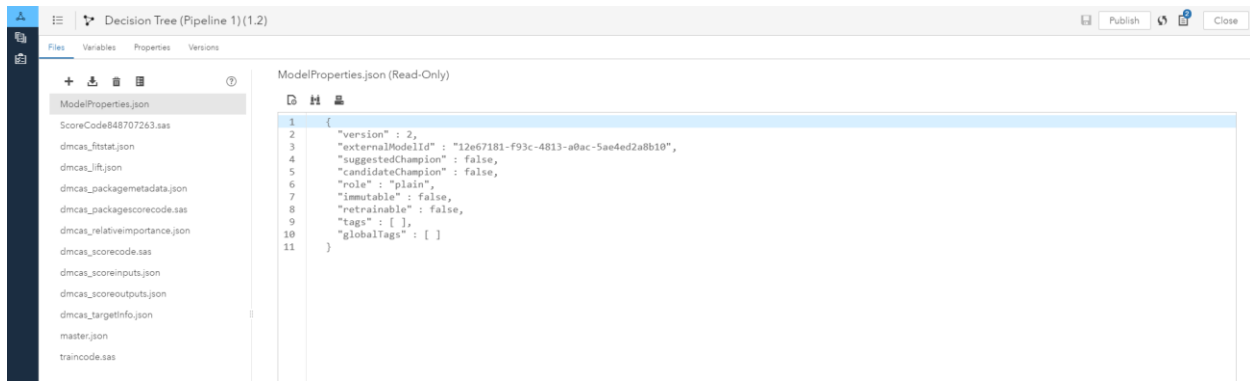 Decision Tree (Pipeline 1) (1.2)
Publish
2
Close
Files Variables Properties Versions
ModelProperties.json
ScoreCode848707263.sas
dmcas_fitstat.json
dmcas_lift.json
dmcas_packagemetadata.json
dmcas_packagescorecode.sas
dmcas_relativeimportance.json
dmcas_scorecode.sas
dmcas_scoreinputs.json
dmcas_scoreoutputs.json
dmcas_targetInfo.json
master.json
traincode.sas
ModelProperties.json (Read-Only)
1 {
2 "version" : 2,
3 "externalModelId" : "12e67181-f93c-4813-a0ac-5ae4ed2a8b10",
4 "suggestedChampion" : false,
5 "candidateChampion" : false,
6 "role" : "plain",
7 "immutable" : false,
8 "retrainable" : false,
9 "tags" : [ ],
10 "globalTags" : [ ]
11 }